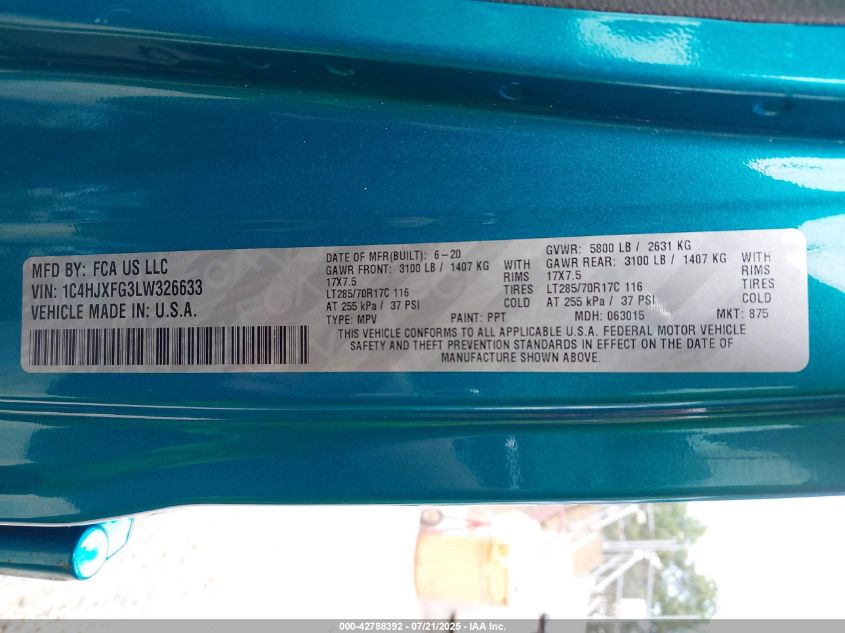 MFD BY: FCA US LLC
VIN: 1C4HJXFG3LW326633
VEHICLE MADE IN: U.S.A.
DATE OF MFR(BUILT): 6-20
GVWR: 5800 LB / 2631 KG
GAWR FRONT: 3100 LB / 1407 KG WITH
GAWR REAR: 3100 LB / 1407 KG WITH
17X7.5 RIMS
17X7.5 RIMS
LT285/70R17C 116 TIRES
LT285/70R17C 116 TIRES
AT 255 kPa / 37 PSI COLD
AT 255 kPa / 37 PSI COLD
TYPE: MPV PAINT: PPT MDH: 063015 MKT: 875
THIS VEHICLE CONFORMS TO ALL APPLICABLE U.S.A. FEDERAL MOTOR VEHICLE
SAFETY AND THEFT PREVENTION STANDARDS IN EFFECT ON THE DATE OF
MANUFACTURE SHOWN ABOVE.
000-42788392 - 07/21/2025 - IAA Inc.